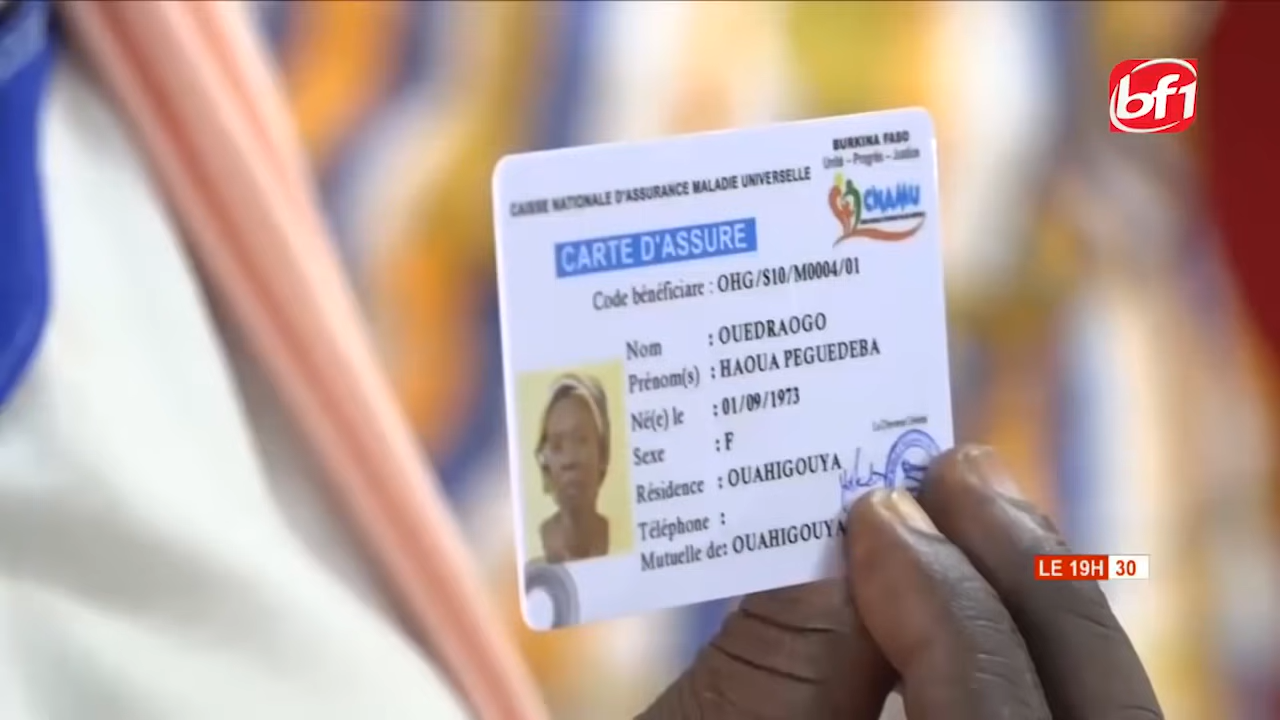 bf1
BURKINA FASO
Unité – Progrès – Justice
CAISSE NATIONALE D'ASSURANCE MALADIE UNIVERSELLE
CNAMU
CARTE D'ASSURE
Code bénéficiare : OHG/S10/M0004/01
Nom : OUEDRAOGO
Prénom(s) : HAOUA PEGUEDEBA
Né(e) le : 01/09/1973
Sexe : F
Résidence : OUAHIGOUYA
Téléphone :
Mutuelle de: OUAHIGOUYA
LE 19H 30